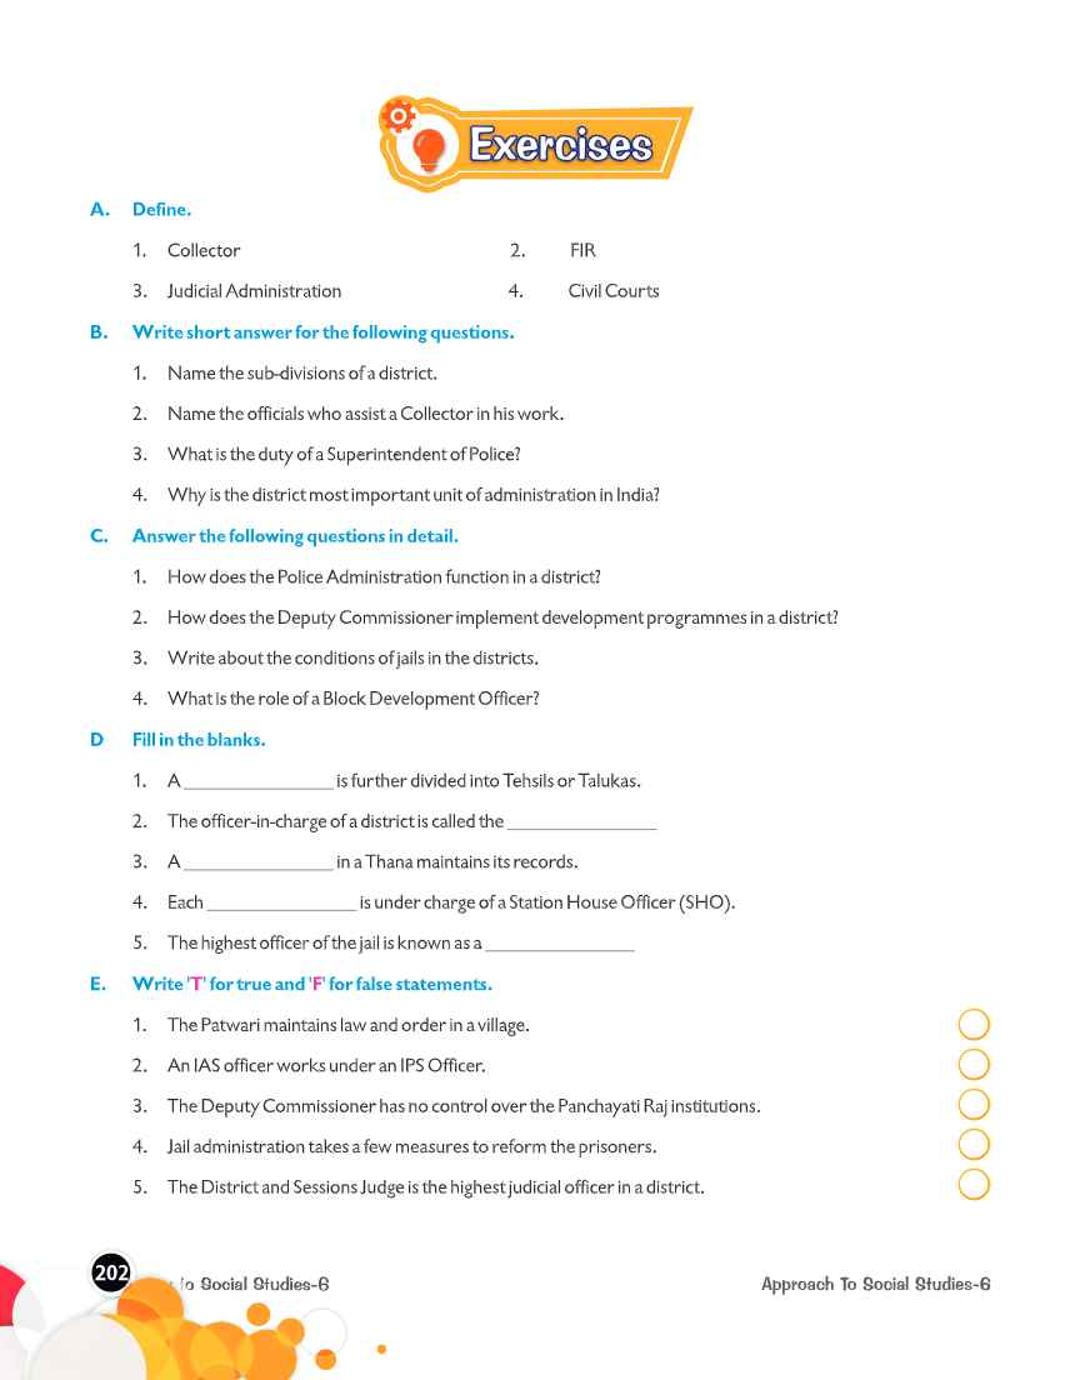 Exercises
A. Define.
1. Collector 2. FIR
3. Judicial Administration 4. Civil Courts
B. Write short answer for the following questions.
1. Name the sub-divisions of a district.
2. Name the officials who assist a Collector in his work.
3. What is the duty of a Superintendent of Police?
4. Why is the district most important unit of administration in India?
C. Answer the following questions in detail.
1. How does the Police Administration function in a district?
2. How does the Deputy Commissioner implement development programmes in a district?
3. Write about the conditions of jails in the districts.
4. What is the role of a Block Development Officer?
D Fill in the blanks.
1. A ______________ is further divided into Tehsils or Talukas.
2. The officer-in-charge of a district is called the ______________
3. A ______________ in a Thana maintains its records.
4. Each ______________ is under charge of a Station House Officer (SHO).
5. The highest officer of the jail is known as a ______________
E. Write 'T' for true and 'F' for false statements.
1. The Patwari maintains law and order in a village.
2. An IAS officer works under an IPS Officer.
3. The Deputy Commissioner has no control over the Panchayati Raj institutions.
4. Jail administration takes a few measures to reform the prisoners.
5. The District and Sessions Judge is the highest judicial officer in a district.
202 Social Studies-6 Approach To Social Studies-6